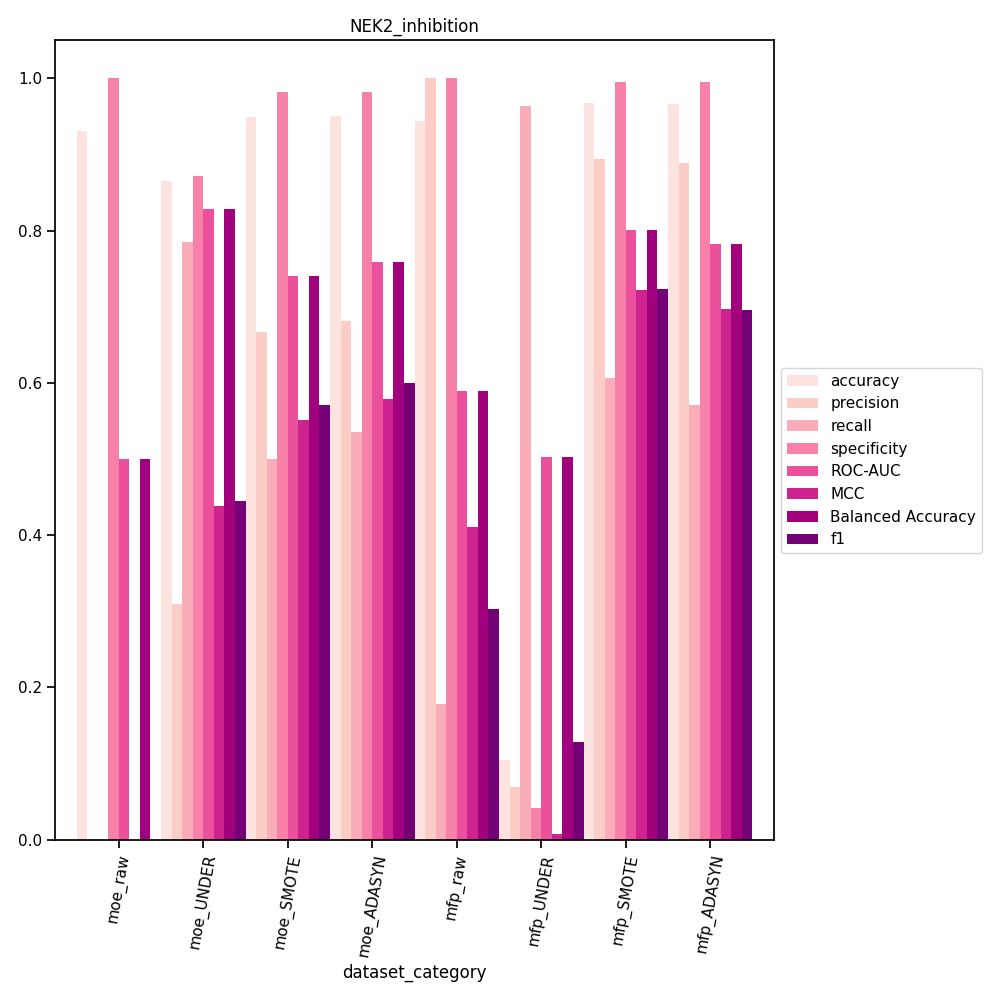 NEK2_inhibition
1.0
0.8
0.6
0.4
0.2
0.0
moe_raw
moe_UNDER
moe_SMOTE
moe_ADASYN
mfp_raw
mfp_UNDER
mfp_SMOTE
mfp_ADASYN
dataset_category
accuracy
precision
recall
specificity
ROC-AUC
MCC
Balanced Accuracy
f1